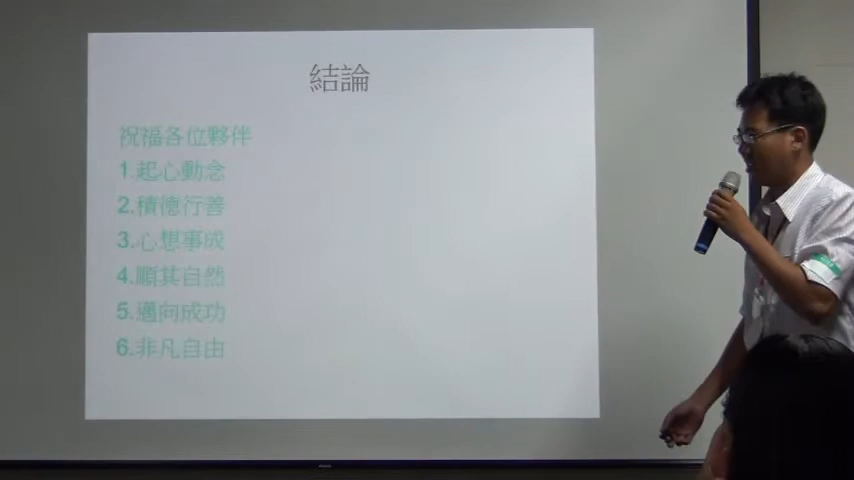 結論
祝福各位夥伴
1.起心動念
2.積德行善
3.心想事成
4.順其自然
5.邁向成功
6.非凡自由